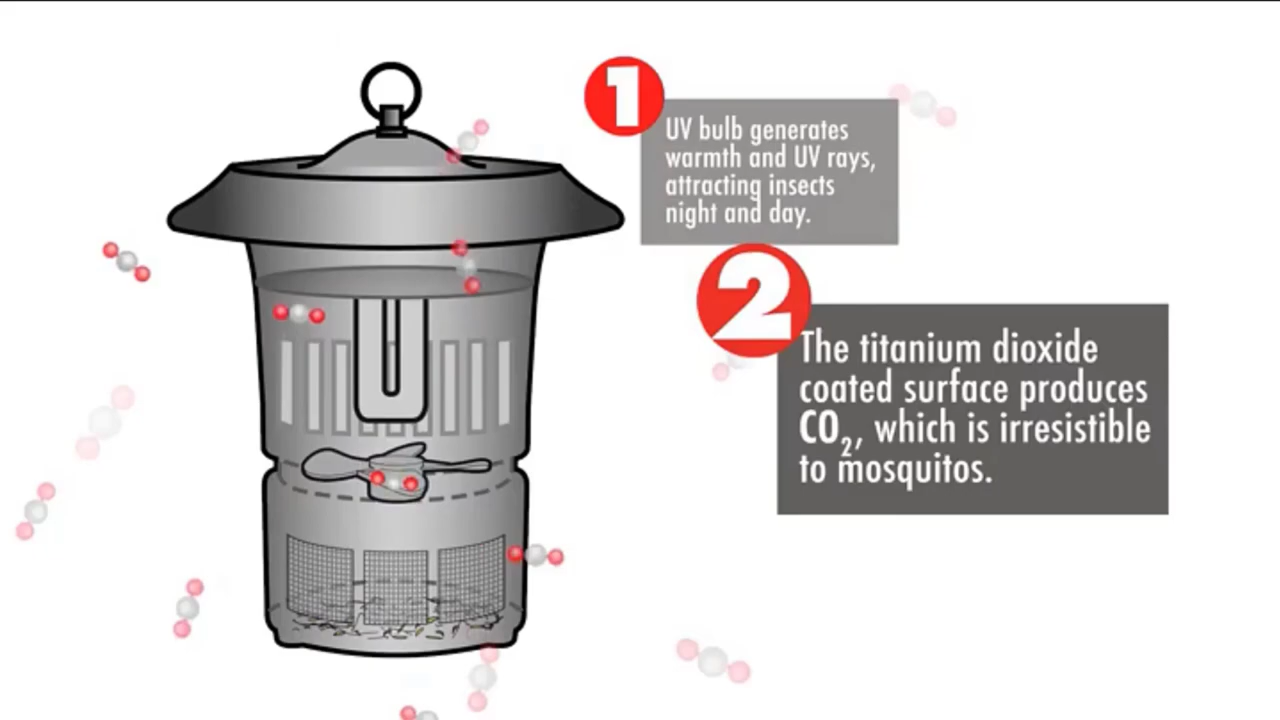 1
UV bulb generates
warmth and UV rays,
attracting insects
night and day.
2
The titanium dioxide
coated surface produces
CO₂, which is irresistible
to mosquitos.